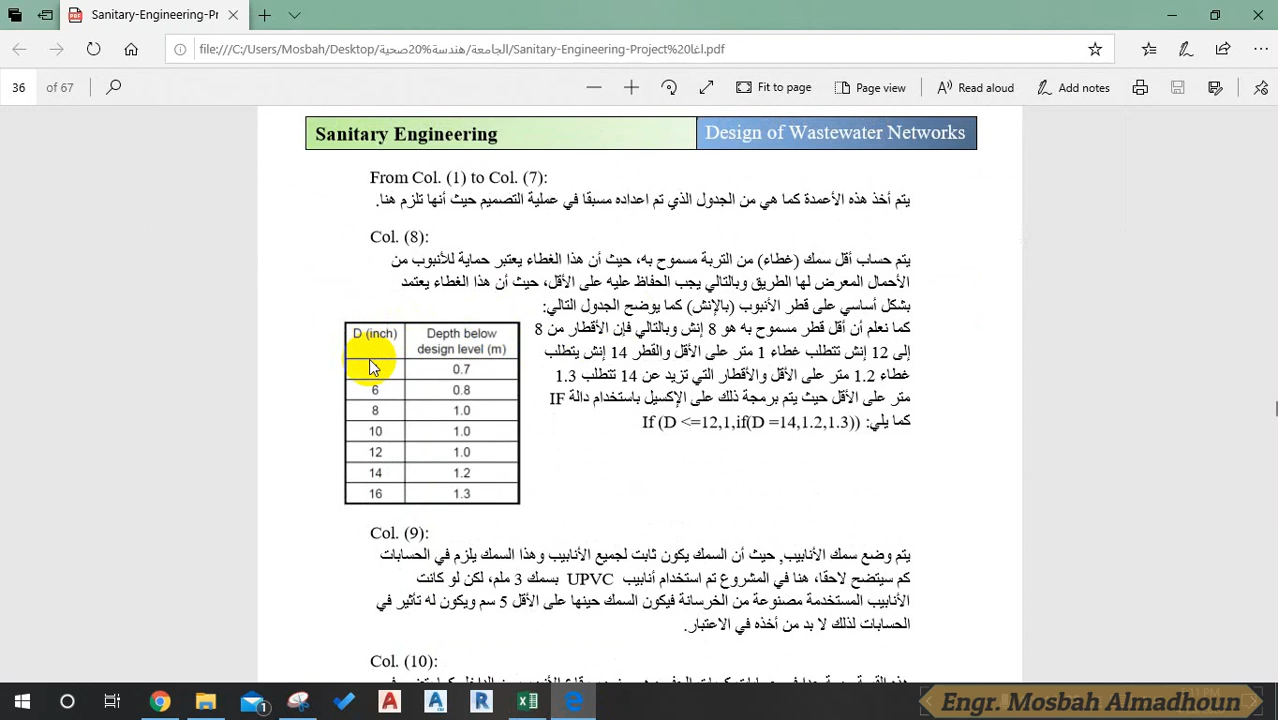 Sanitary-Engineering-Pr
file:///C:/Users/Mosbah/Desktop/الجامعة/هندسة%20صحية/Sanitary-Engineering-Project%20اغا.pdf
36 of 67
Fit to page
Page view
Read aloud
Add notes
Sanitary Engineering
Design of Wastewater Networks
From Col. (1) to Col. (7):
يتم أخذ هذه الأعمدة كما هي من الجدول الذي تم اعداده مسبقا في عملية التصميم حيث أنها تلزم هنا.
Col. (8):
يتم حساب أقل سمك (غطاء) من التربة مسموح به، حيث أن هذا الغطاء يعتبر حماية للأنبوب من
الأحمال المعرض لها الطريق وبالتالي يجب الحفاظ عليه على الأقل، حيث أن هذا الغطاء يعتمد
بشكل أساسي على قطر الأنبوب (بالإنش) كما يوضح الجدول التالي:
كما نعلم أن أقل قطر مسموح به هو 8 إنش وبالتالي فإن الأقطار من 8
إلى 12 إنش تتطلب غطاء 1 متر على الأقل والقطر 14 إنش يتطلب
غطاء 1.2 متر على الأقل والأقطار التي تزيد عن 14 تتطلب 1.3
متر على الأقل حيث يتم برمجة ذلك على الإكسيل باستخدام دالة IF
كما يلي: If (D <=12,1,if(D =14,1.2,1.3))
D (inch) Depth below
design level (m)
0.7
6 0.8
8 1.0
10 1.0
12 1.0
14 1.2
16 1.3
Col. (9):
يتم وضع سمك الأنابيب, حيث أن السمك يكون ثابت لجميع الأنابيب وهذا السمك يلزم في الحسابات
كم سيتضح لاحقا، هنا في المشروع تم استخدام أنابيب UPVC بسمك 3 ملم، لكن لو كانت
الأنابيب المستخدمة مصنوعة من الخرسانة فيكون السمك حينها على الأقل 5 سم ويكون له تأثير في
الحسابات لذلك لا بد من أخذه في الاعتبار.
Col. (10):
Engr. Mosbah Almadhoun